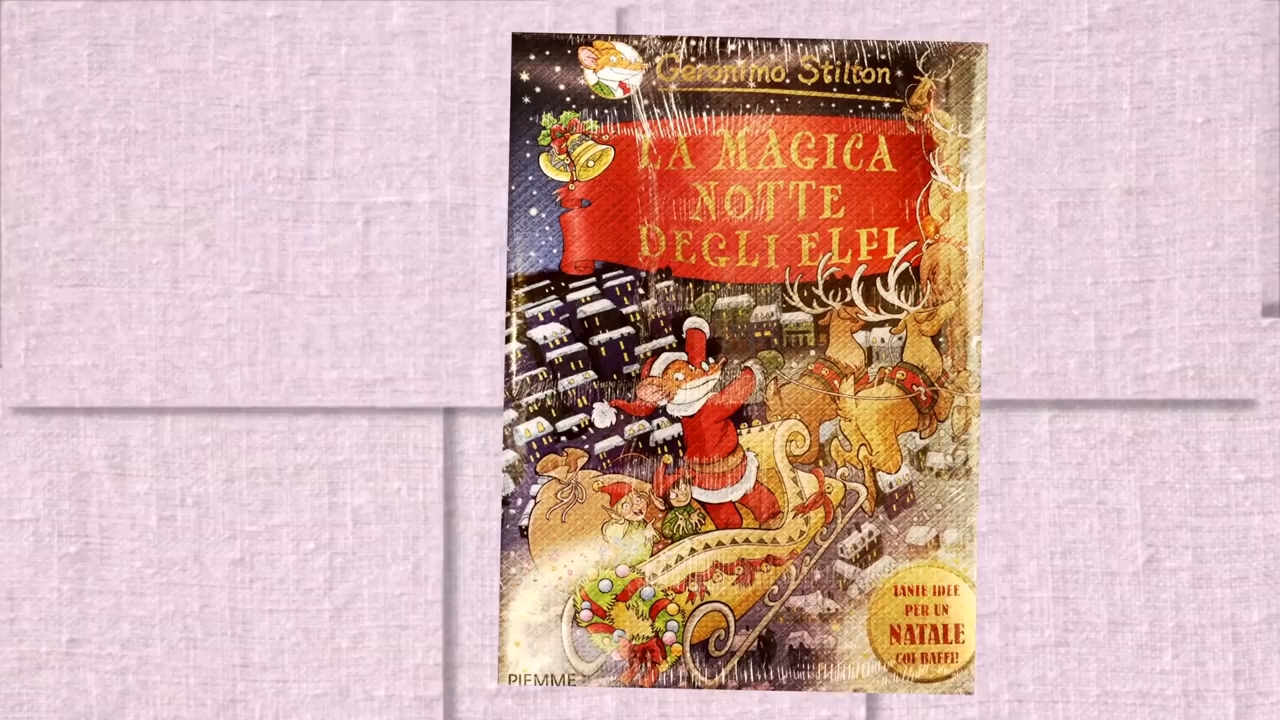 Geronimo Stilton
LA MAGICA
NOTTE
DEGLI ELFI
TANTE IDEE
PER UN
NATALE
COI BAFFI!
PIEMME